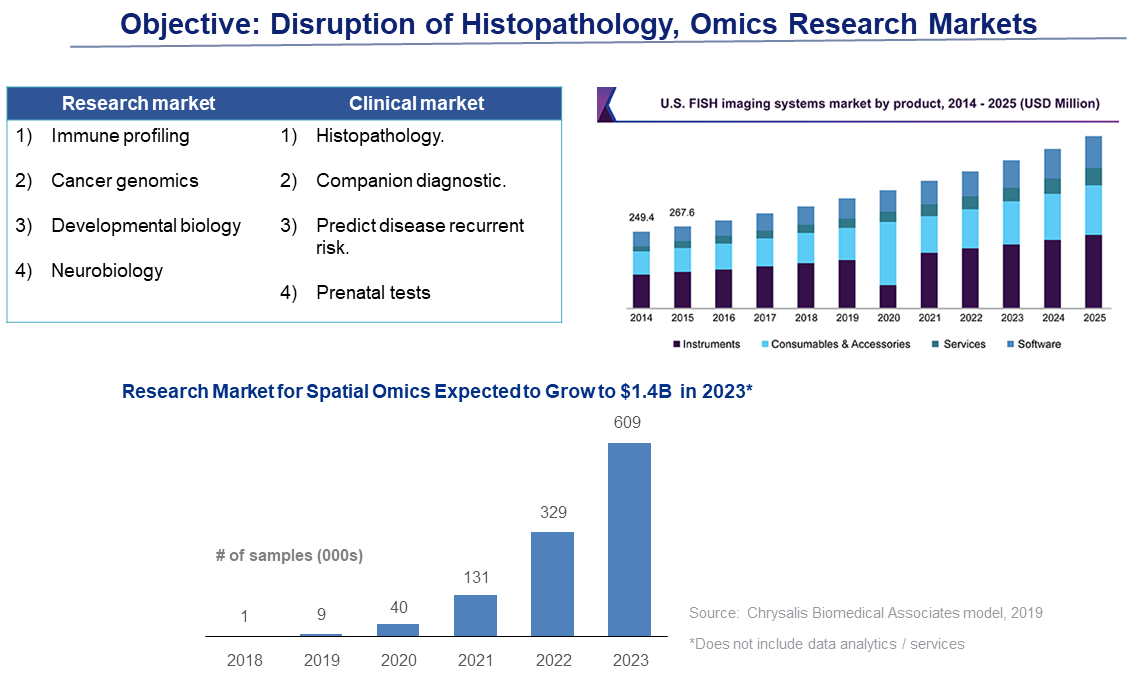 Objective: Disruption of Histopathology, Omics Research Markets
Research market
Clinical market
1) Immune profiling
2) Cancer genomics
3) Developmental biology
4) Neurobiology
1) Histopathology.
2) Companion diagnostic.
3) Predict disease recurrent
risk.
4) Prenatal tests
U.S. FISH imaging systems market by product, 2014 - 2025 (USD Million)
249.4 267.6
2014 2015 2016 2017 2018 2019 2020 2021 2022 2023 2024 2025
Instruments Consumables & Accessories Services Software
Research Market for Spatial Omics Expected to Grow to $1.4B in 2023*
# of samples (000s)
1 9 40 131 329 609
2018 2019 2020 2021 2022 2023
Source: Chrysalis Biomedical Associates model, 2019
*Does not include data analytics / services